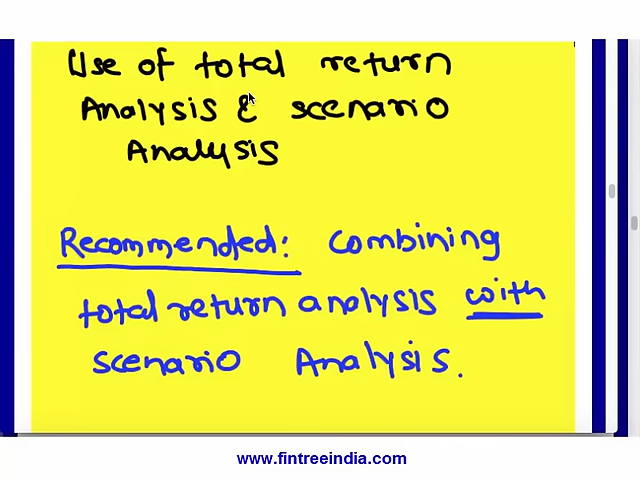 Use of total return
Analysis & scenario
Analysis
Recommended: combining
total return analysis with
scenario Analysis.
www.fintreeindia.com